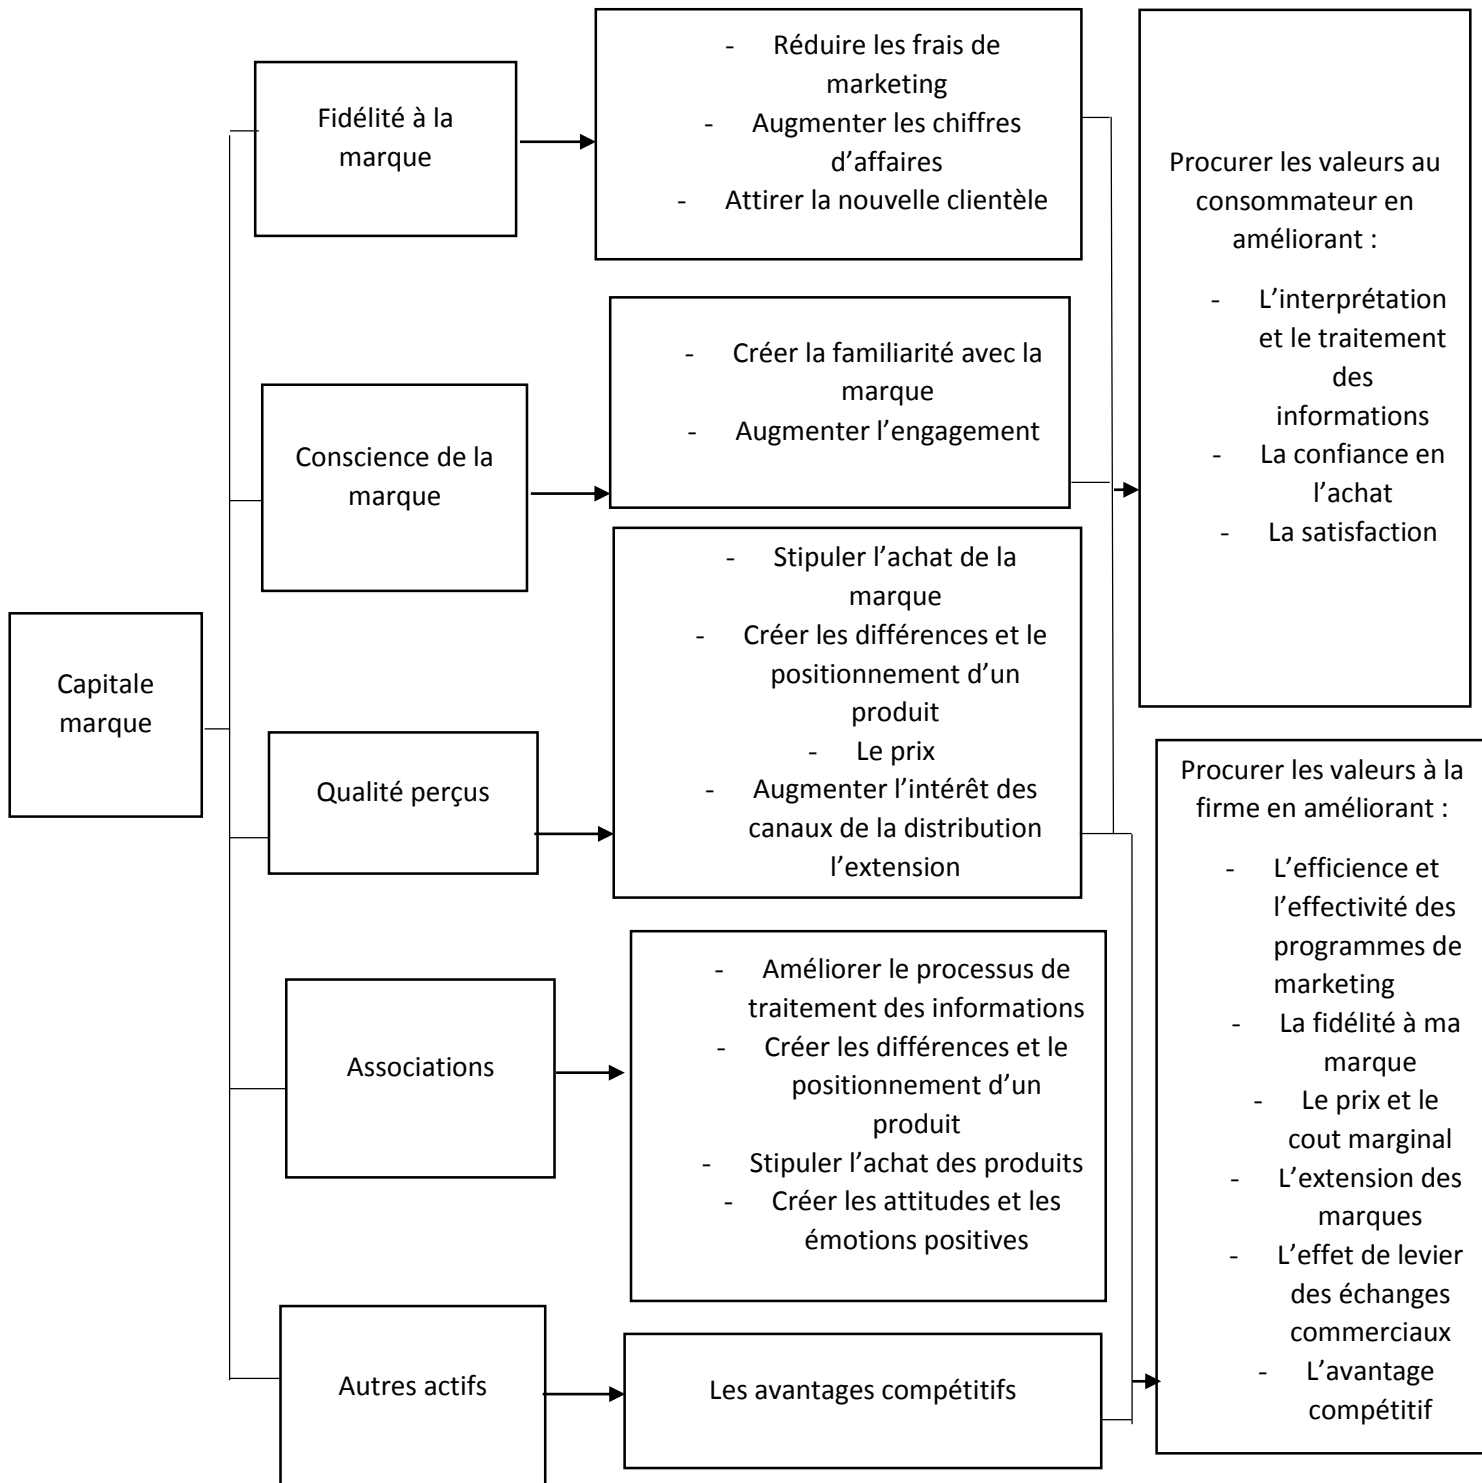 Capitale
marque
Fidélité à la
marque
- Réduire les frais de
marketing
- Augmenter les chiffres
d’affaires
- Attirer la nouvelle clientèle
Conscience de la
marque
- Créer la familiarité avec la
marque
- Augmenter l’engagement
Qualité perçus
- Stipuler l’achat de la
marque
- Créer les différences et le
positionnement d’un
produit
- Le prix
- Augmenter l’intérêt des
canaux de la distribution
l’extension
Associations
- Améliorer le processus de
traitement des informations
- Créer les différences et le
positionnement d’un
produit
- Stipuler l’achat des produits
- Créer les attitudes et les
émotions positives
Autres actifs
Les avantages compétitifs
Procurer les valeurs au
consommateur en
améliorant :
- L’interprétation
et le traitement
des
informations
- La confiance en
l’achat
- La satisfaction
Procurer les valeurs à la
firme en améliorant :
- L’efficience et
l’effectivité des
programmes de
marketing
- La fidélité à ma
marque
- Le prix et le
cout marginal
- L’extension des
marques
- L’effet de levier
des échanges
commerciaux
- L’avantage
compétitif